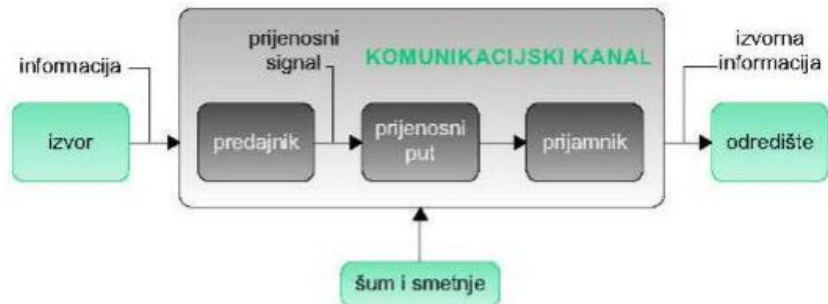 informacija
prijenosni
signal
KOMUNIKACIJSKI KANAL
izvorna
informacija
izvor
predajnik
prijenosni
put
prijamnik
odredište
šum i smetnje